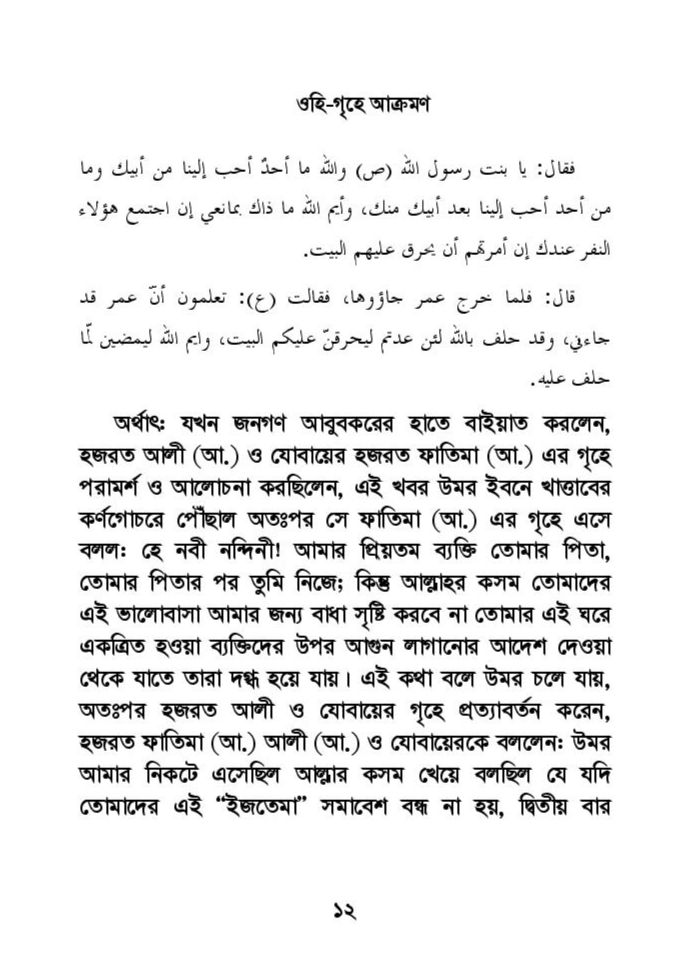 ওহি-গৃহে আক্রমণ
فقال: يا بنت رسول الله (ص) والله ما أحدٌ أحب إلينا من أبيك وما
من أحد أحب إلينا بعد أبيك منك، وأيم الله ما ذاك بمانعي إن اجتمع هؤلاء
النفر عندك إن أمرتهم أن يحرق عليهم البيت.
قال: فلما خرج عمر جاؤوها، فقالت (ع): تعلمون أنّ عمر قد
جاءني، وقد حلف بالله لئن عدتم ليحرقنّ عليكم البيت، وايم الله ليمضين لمّا
حلف عليه.
অর্থাৎ: যখন জনগণ আবুবকরের হাতে বাইয়াত করলেন,
হজরত আলী (আ.) ও যোবায়ের হজরত ফাতিমা (আ.) এর গৃহে
পরামর্শ ও আলোচনা করছিলেন, এই খবর উমর ইবনে খাত্তাবের
কর্ণগোচরে পৌঁছাল অতঃপর সে ফাতিমা (আ.) এর গৃহে এসে
বলল: হে নবী নন্দিনী! আমার প্রিয়তম ব্যক্তি তোমার পিতা,
তোমার পিতার পর তুমি নিজে; কিন্তু আল্লাহর কসম তোমাদের
এই ভালোবাসা আমার জন্য বাধা সৃষ্টি করবে না তোমার এই ঘরে
একত্রিত হওয়া ব্যক্তিদের উপর আগুন লাগানোর আদেশ দেওয়া
থেকে যাতে তারা দগ্ধ হয়ে যায়। এই কথা বলে উমর চলে যায়,
অতঃপর হজরত আলী ও যোবায়ের গৃহে প্রত্যাবর্তন করেন,
হজরত ফাতিমা (আ.) আলী (আ.) ও যোবায়েরকে বললেন: উমর
আমার নিকটে এসেছিল আল্লার কসম খেয়ে বলছিল যে যদি
তোমাদের এই “ইজতেমা” সমাবেশ বন্ধ না হয়, দ্বিতীয় বার
১২